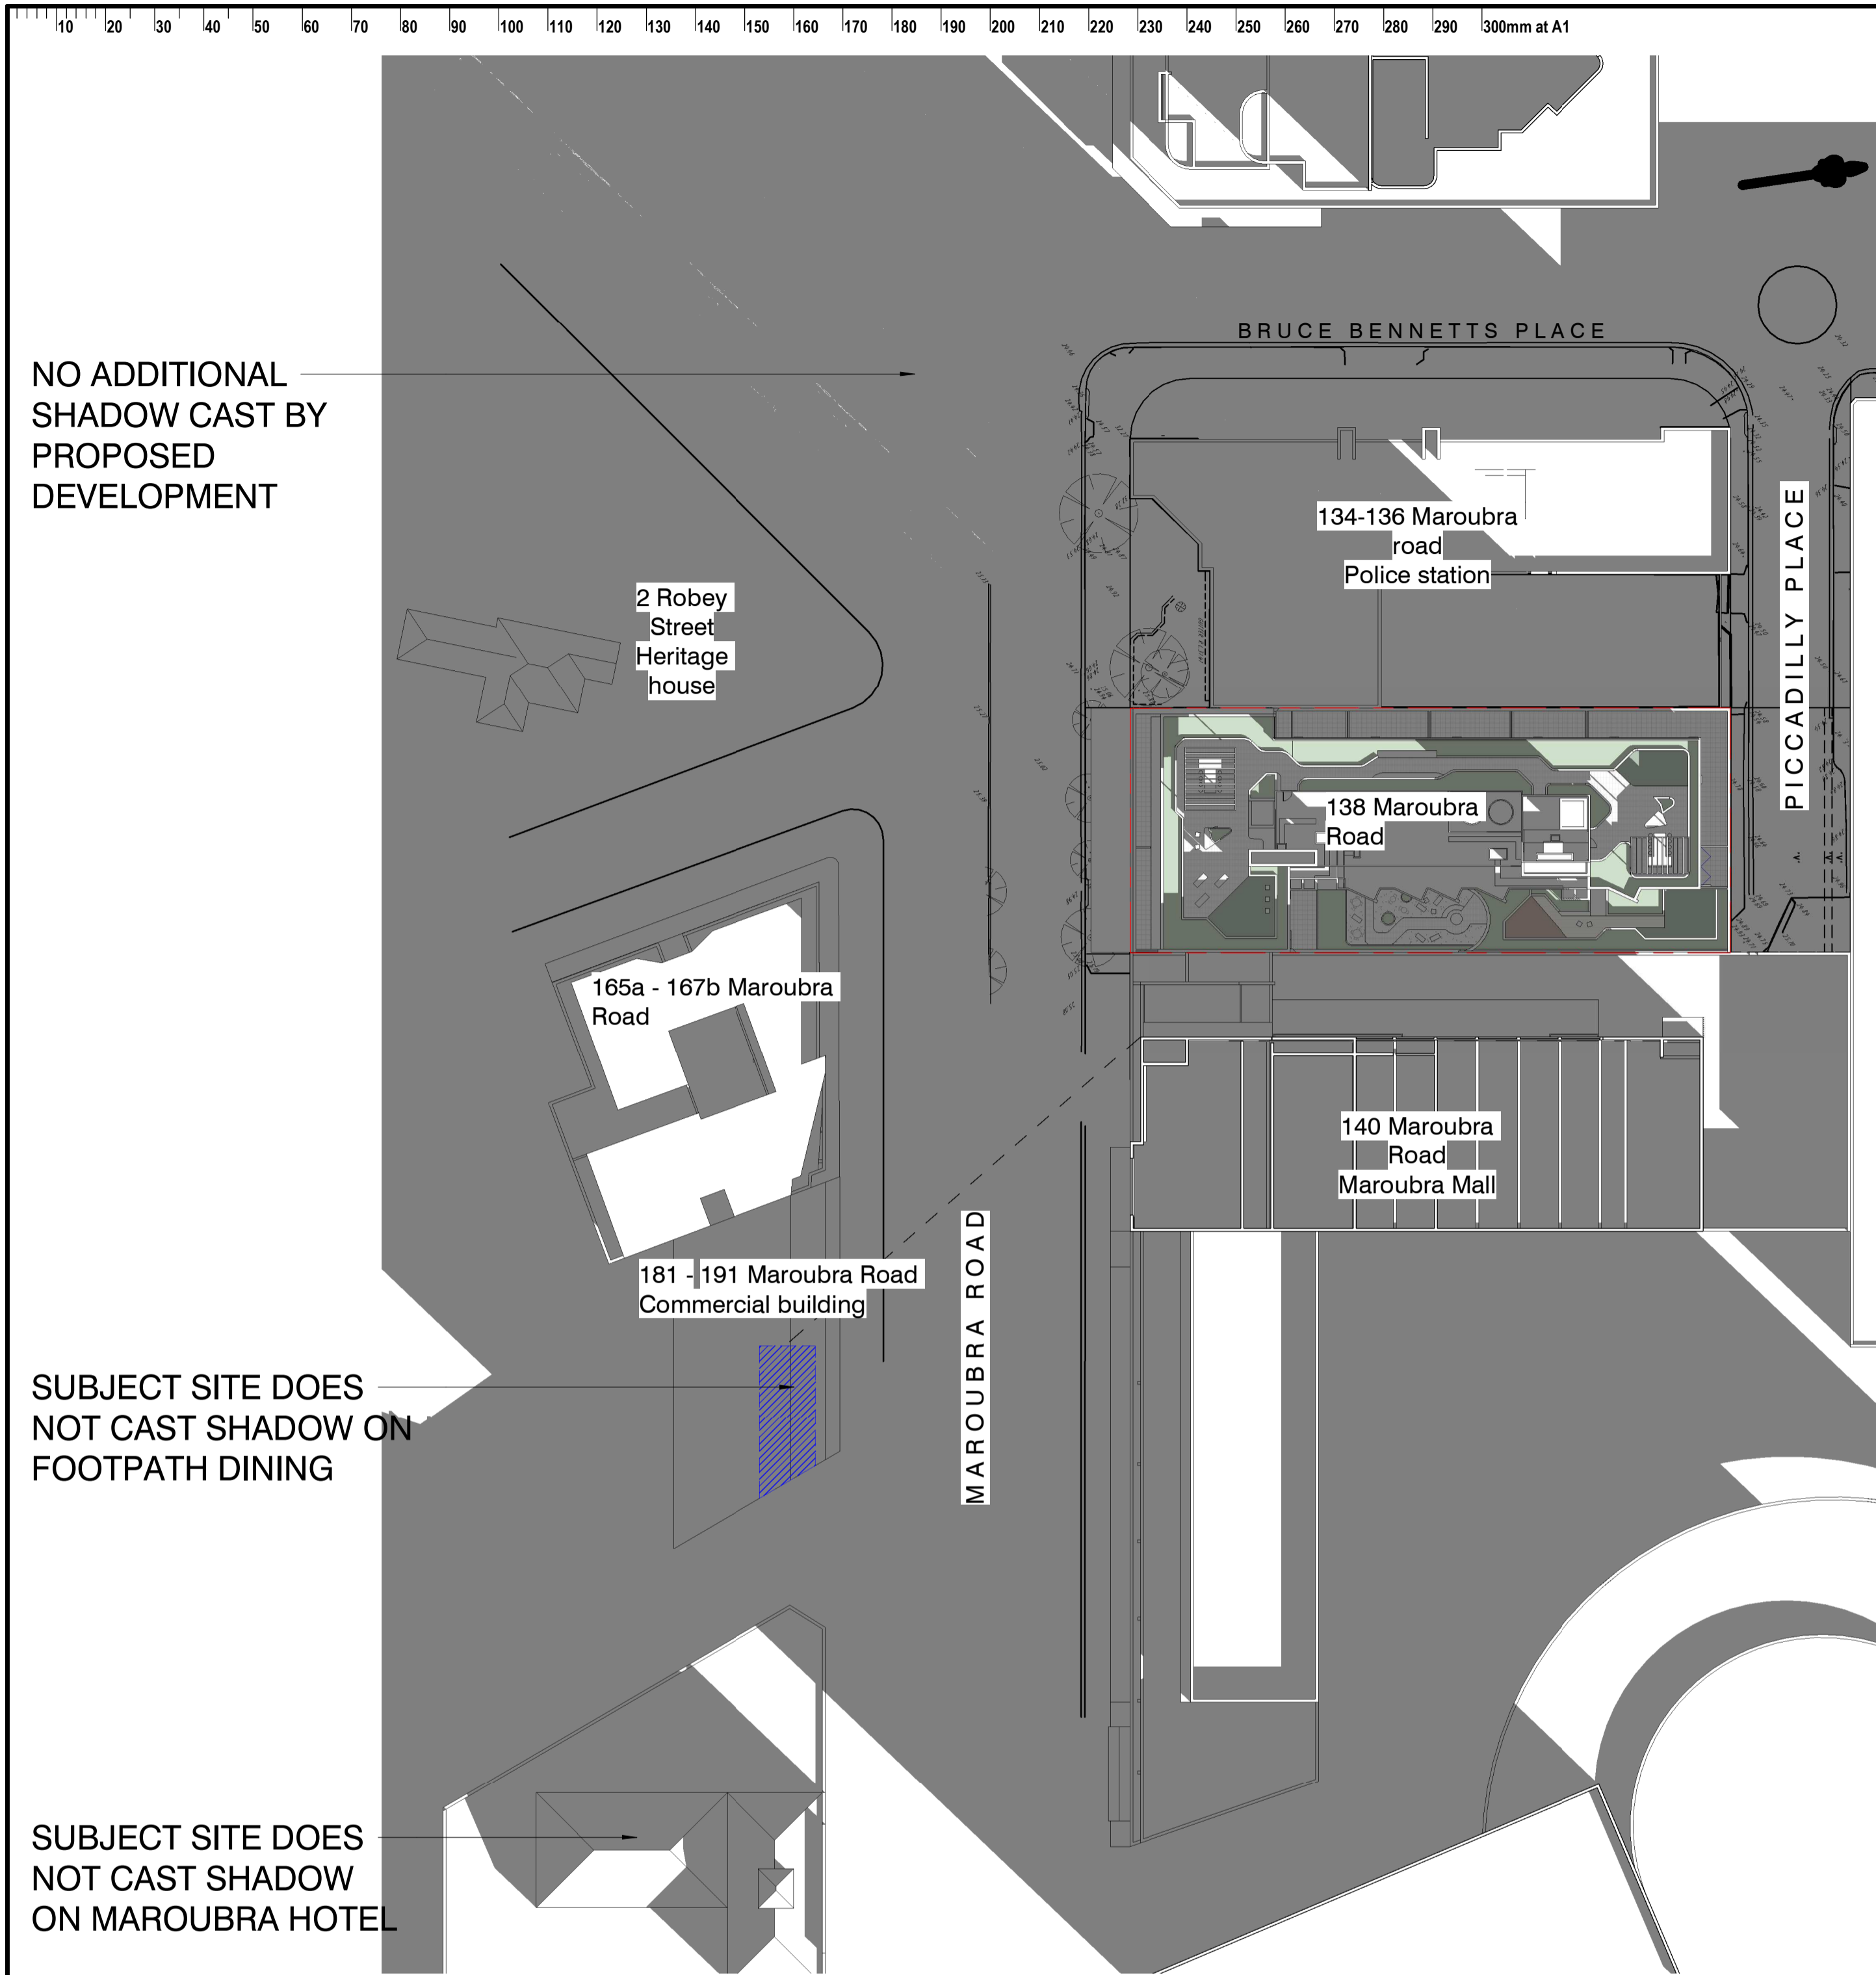 10 20 30 40 50 60 70 80 90 100 110 120 130 140 150 160 170 180 190 200 210 220 230 240 250 260 270 280 290 300mm at A1
BRUCE BENNETTS PLACE
NO ADDITIONAL
SHADOW CAST BY
PROPOSED
DEVELOPMENT
134-136 Maroubra
road
Police station
PICCADILLY PLACE
2 Robey
Street
Heritage
house
138 Maroubra
Road
165a - 167b Maroubra
Road
140 Maroubra
Road
Maroubra Mall
MAROUBRA ROAD
181 - 191 Maroubra Road
Commercial building
SUBJECT SITE DOES
NOT CAST SHADOW ON
FOOTPATH DINING
SUBJECT SITE DOES
NOT CAST SHADOW
ON MAROUBRA HOTEL